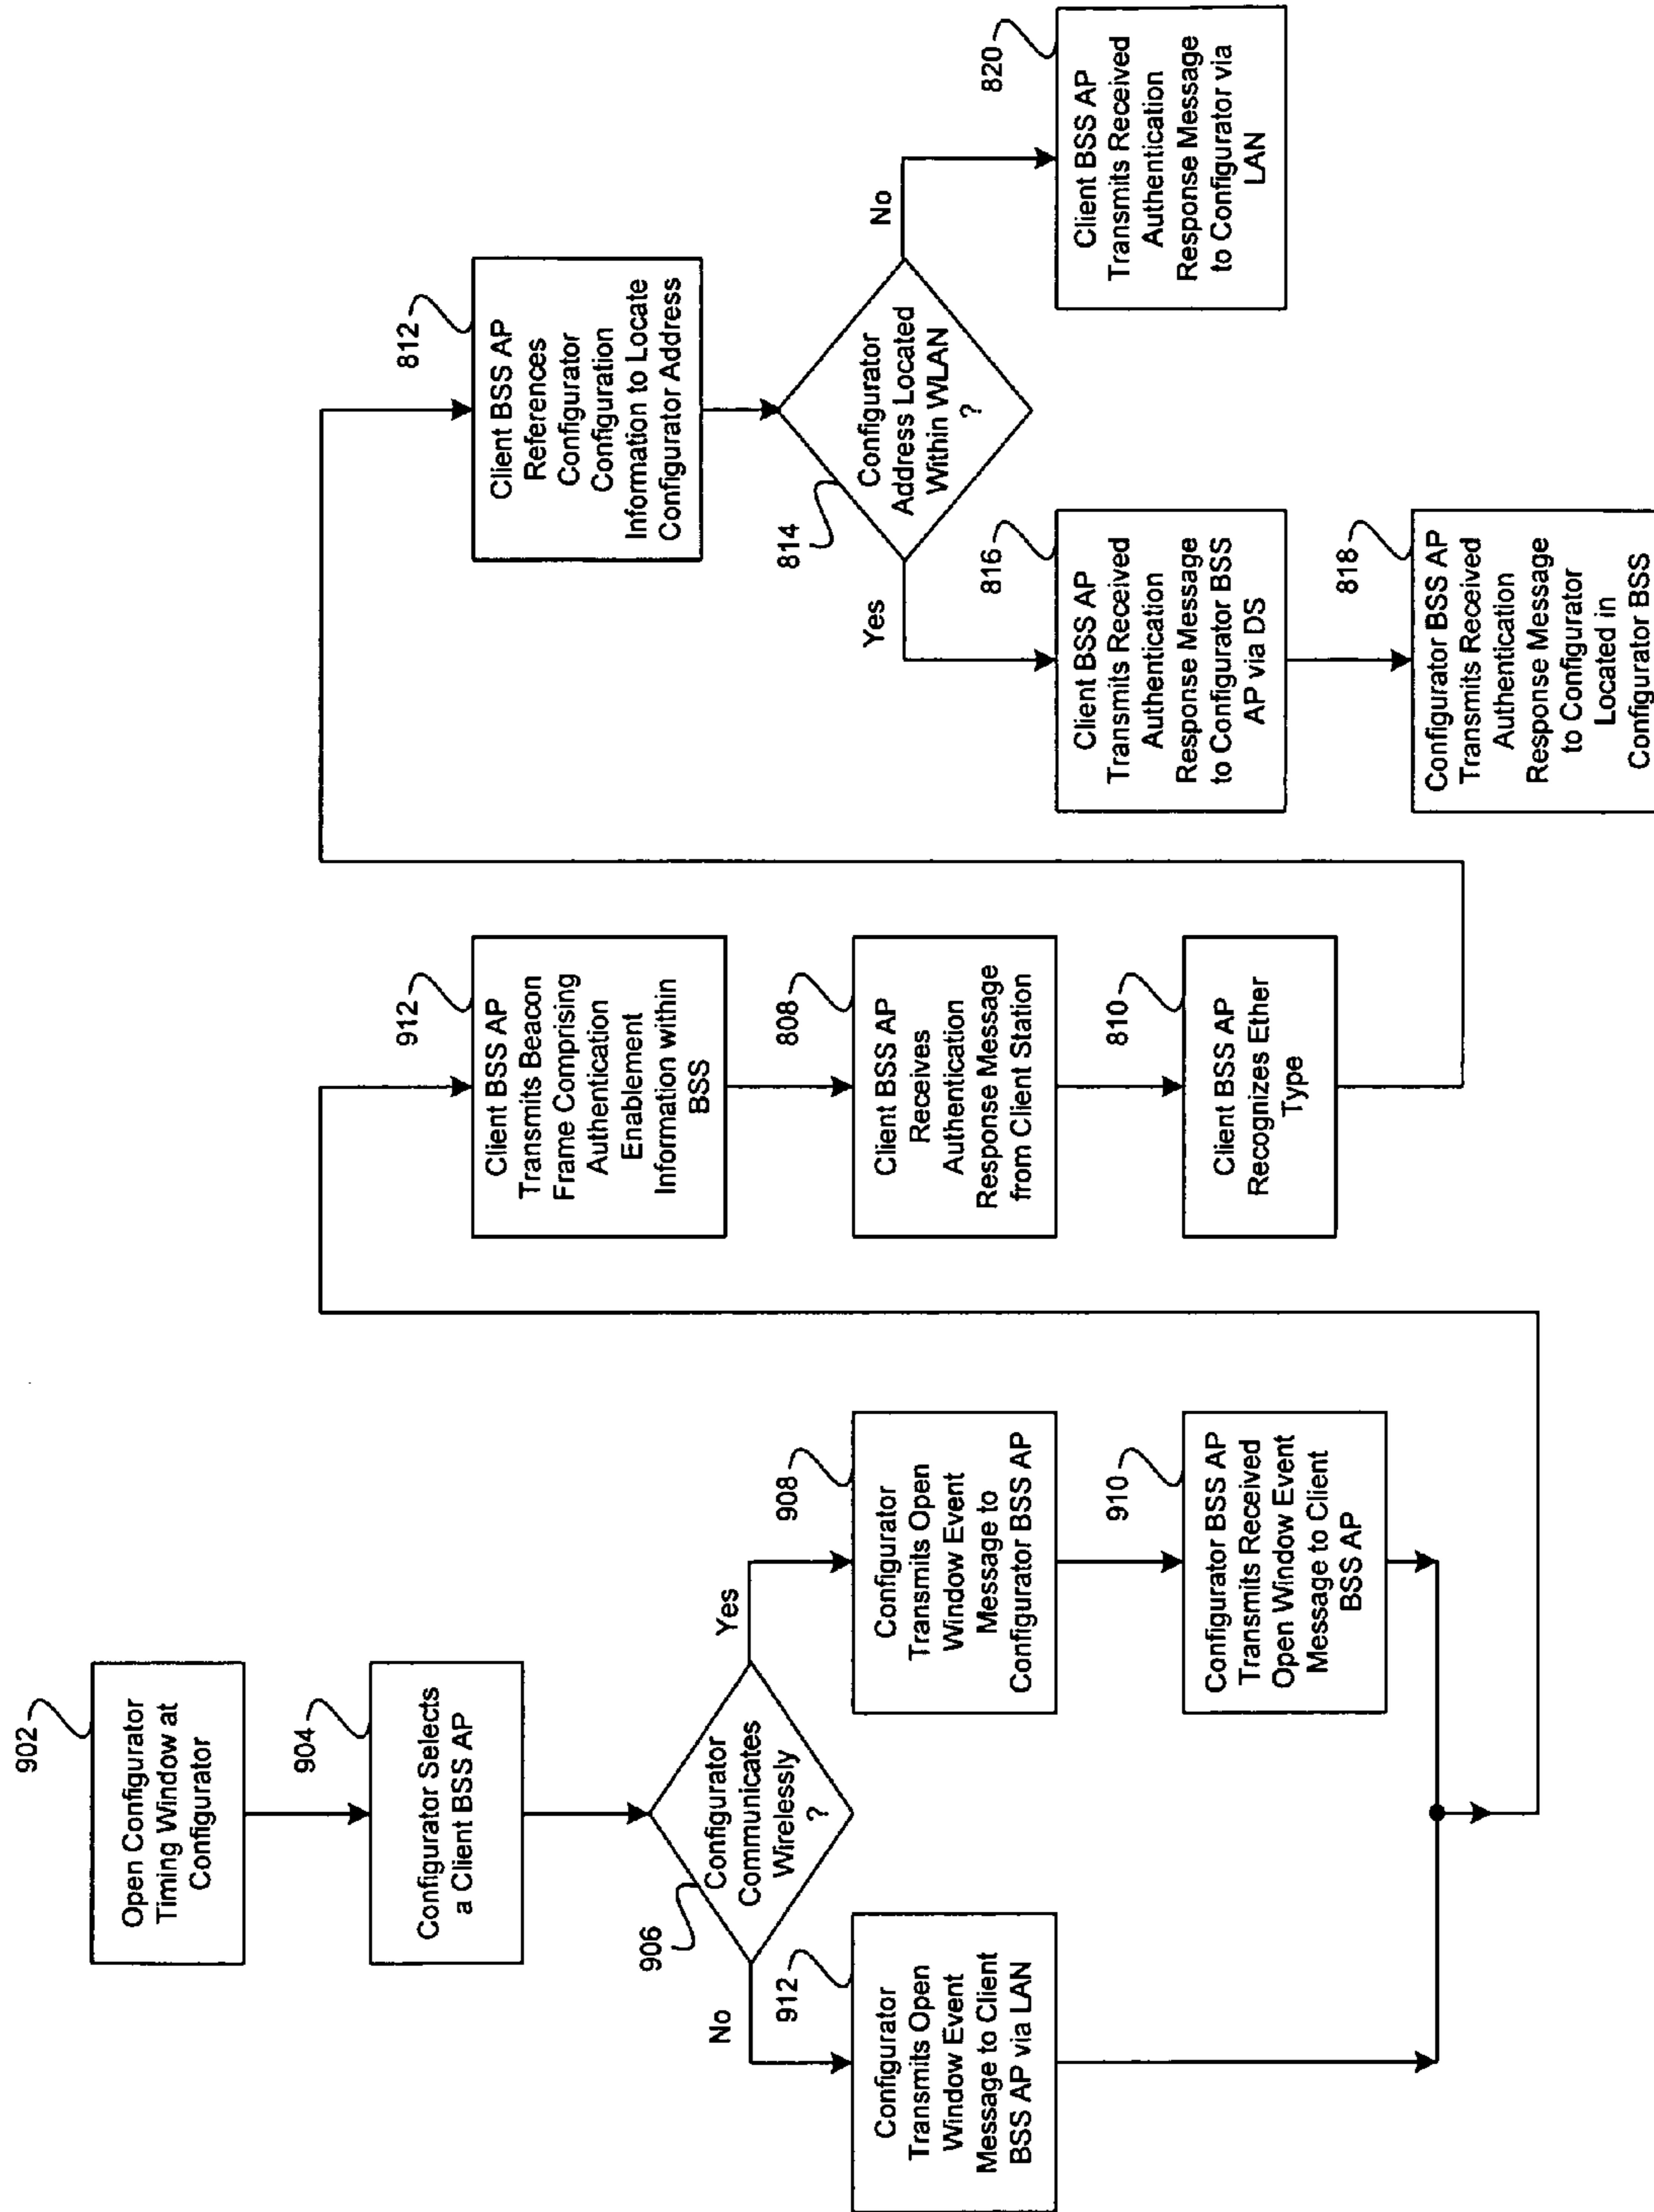 902
Open Configurator
Timing Window at
Configurator
904
Configurator Selects
a Client BSS AP
906
Configurator
Communicates
Wirelessly
?
No
Yes
912
Configurator
Transmits Open
Window Event
Message to Client
BSS AP via LAN
908
Configurator
Transmits Open
Window Event
Message to
Configurator BSS AP
910
Configurator BSS AP
Transmits Received
Open Window Event
Message to Client
BSS AP
912
Client BSS AP
Transmits Beacon
Frame Comprising
Authentication
Enablement
Information within
BSS
808
Client BSS AP
Receives
Authentication
Response Message
from Client Station
810
Client BSS AP
Recognizes Ether
Type
812
Client BSS AP
References
Configurator
Configuration
Information to Locate
Configurator Address
814
Configurator
Address Located
Within WLAN
?
Yes
No
816
Client BSS AP
Transmits Received
Authentication
Response Message
to Configurator BSS
AP via DS
818
Configurator BSS AP
Transmits Received
Authentication
Response Message
to Configurator
Located in
Configurator BSS
820
Client BSS AP
Transmits Received
Authentication
Response Message
to Configurator via
LAN